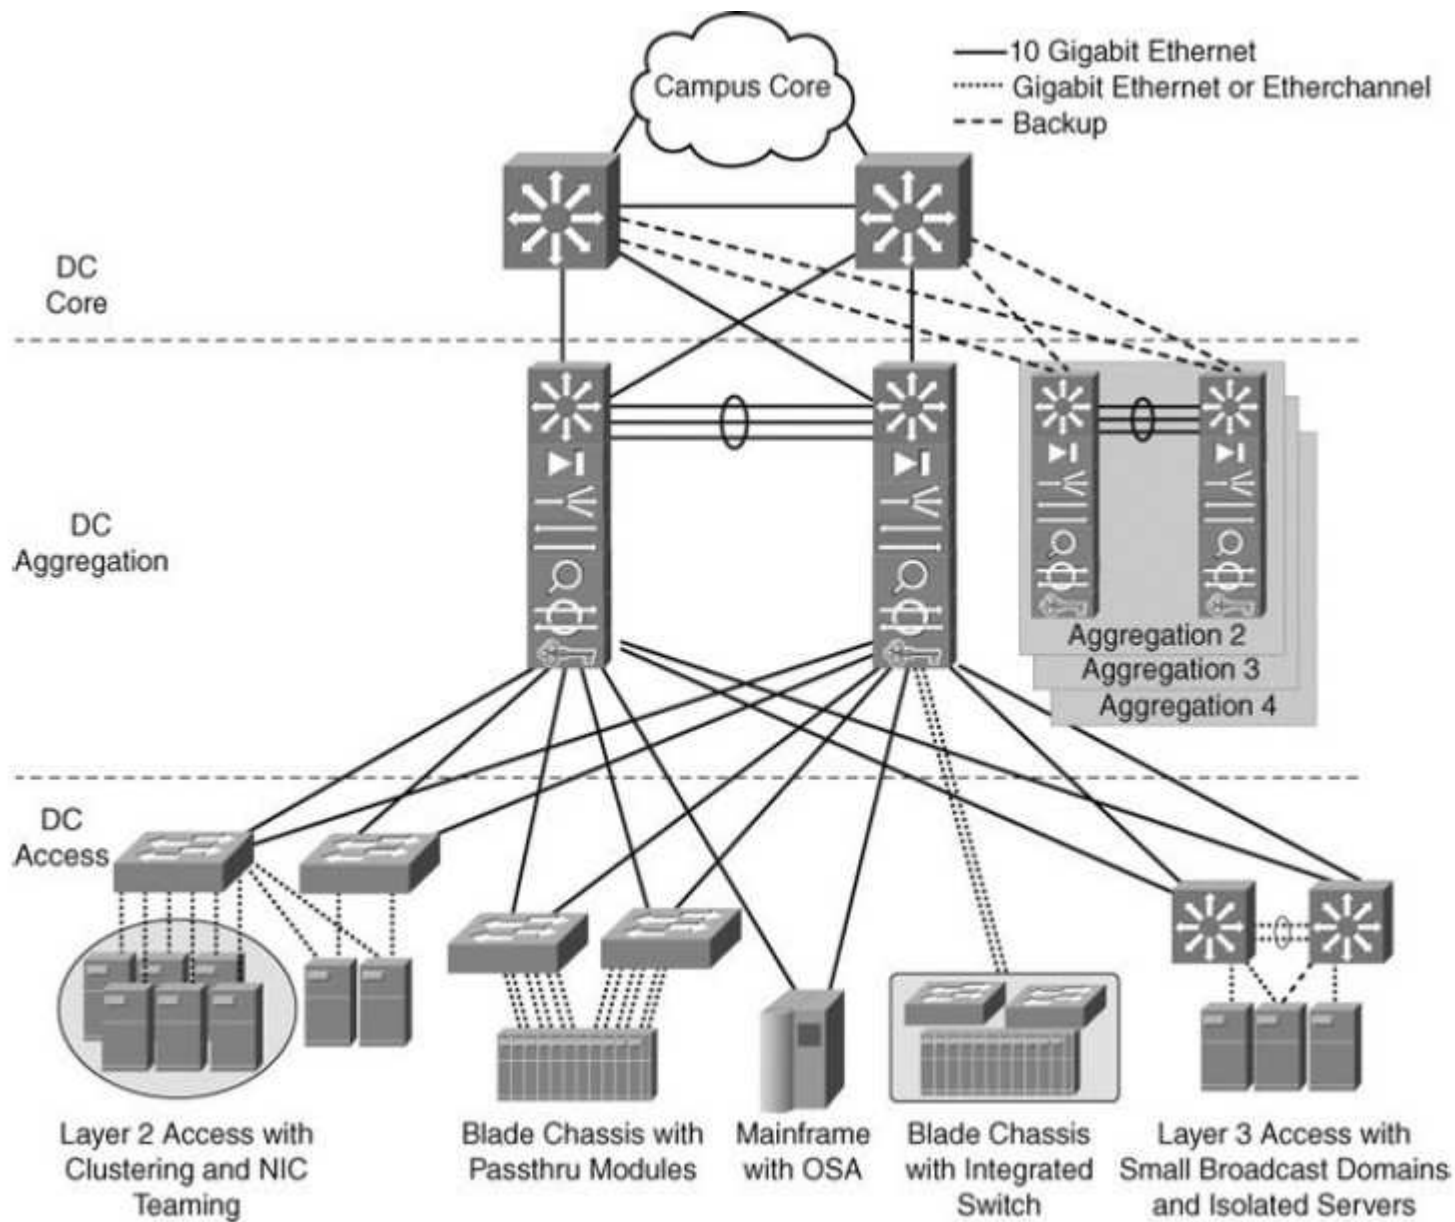 Campus Core
10 Gigabit Ethernet
Gigabit Ethernet or Etherchannel
Backup
DC
Core
DC
Aggregation
Aggregation 2
Aggregation 3
Aggregation 4
DC
Access
Layer 2 Access with
Clustering and NIC
Teaming
Blade Chassis with
Passthru Modules
Mainframe
with OSA
Blade Chassis
with Integrated
Switch
Layer 3 Access with
Small Broadcast Domains
and Isolated Servers